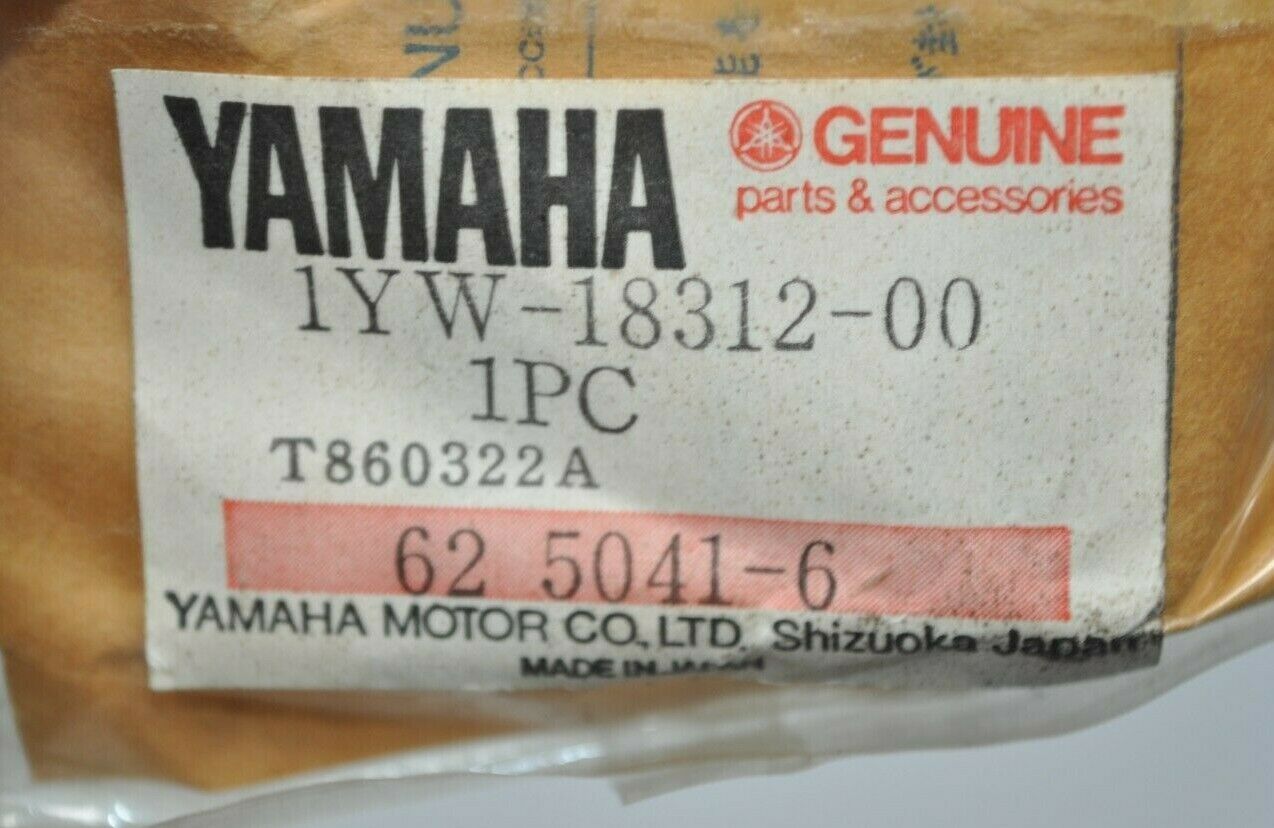 YAMAHA
GENUINE
parts & accessories
1YW-18312-00
1PC
T860322A
62 5041-6
YAMAHA MOTOR CO., LTD. Shizuoka Japan
MADE IN JAPAN